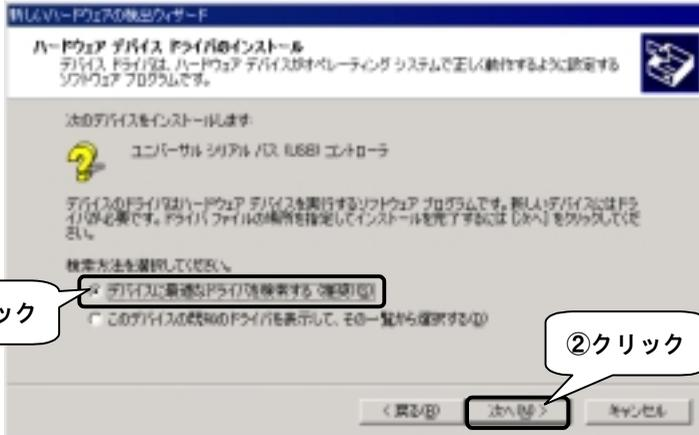 新しいハードウェアの検出ウィザード
ハードウェア デバイス ドライバのインストール
デバイス ドライバは、ハードウェア デバイスがオペレーティング システムで正しく動作するように設定する
ソフトウェア プログラムです。
次のデバイスをインストールします:
ユニバーサル シリアル バス (USB) コントローラ
デバイスのドライバはハードウェア デバイスを実行するソフトウェア プログラムです。新しいデバイスにはドラ
イバが必要です。ドライバ ファイルの場所を指定してインストールを完了するには [次へ] をクリックしてくだ
さい。
検索方法を選択してください。
デバイスに最適なドライバを検索する (推奨)(S)
ック
このデバイスの既知のドライバを表示して、その一覧から選択する(D)
②クリック
< 戻る(B)
次へ(N) >
キャンセル